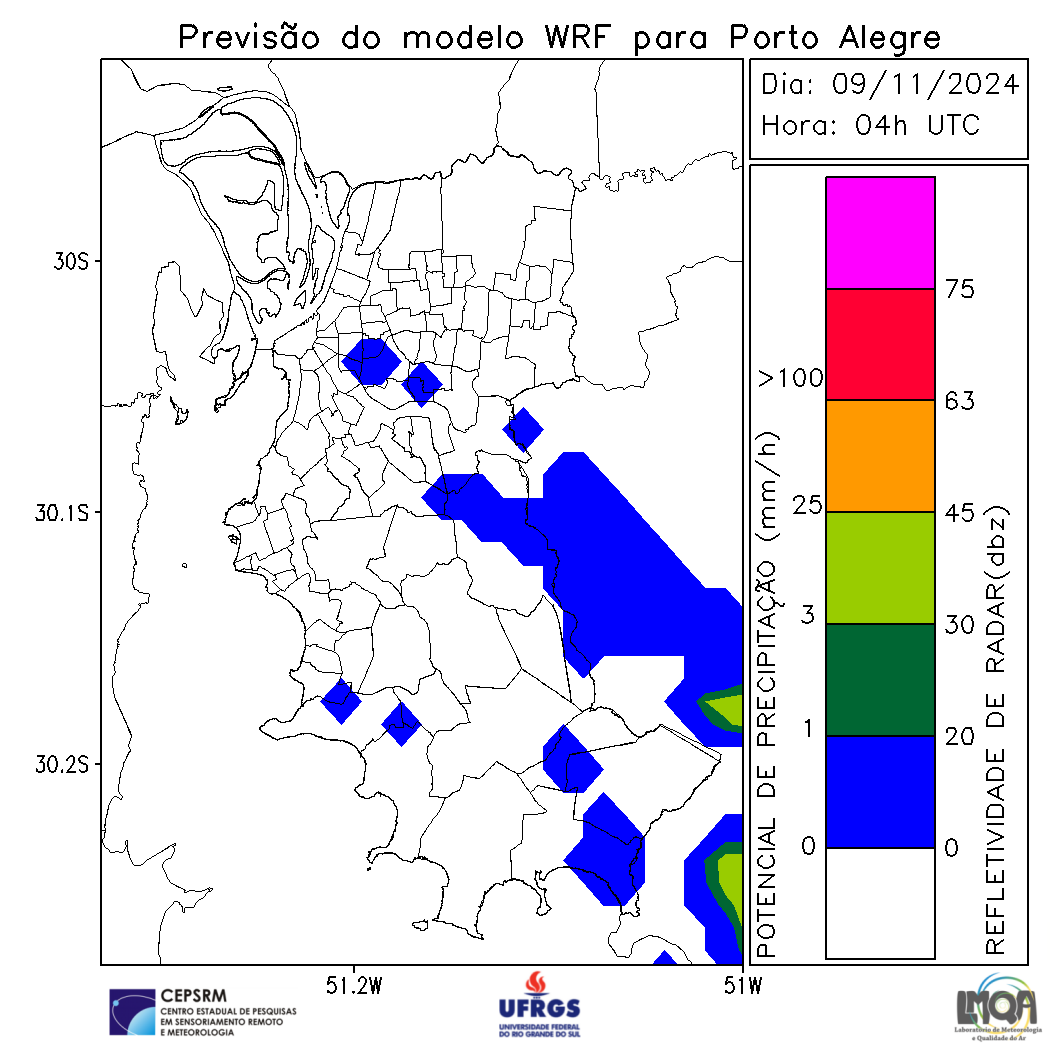 Previsão do modelo WRF para Porto Alegre
Dia: 09/11/2024
Hora: 04h UTC
30S
30.1S
30.2S
51.2W
51W
POTENCIAL DE PRECIPITAÇÃO (mm/h)
>100
25
3
1
0
75
63
45
30
20
0
REFLETIVIDADE DE RADAR(dbz)
CEPSRM
CENTRO ESTADUAL DE PESQUISAS
EM SENSORIAMENTO REMOTO
E METEOROLOGIA
UFRGS
UNIVERSIDADE FEDERAL
DO RIO GRANDE DO SUL
LMQA
Laboratório de Meteorologia
e Qualidade do Ar